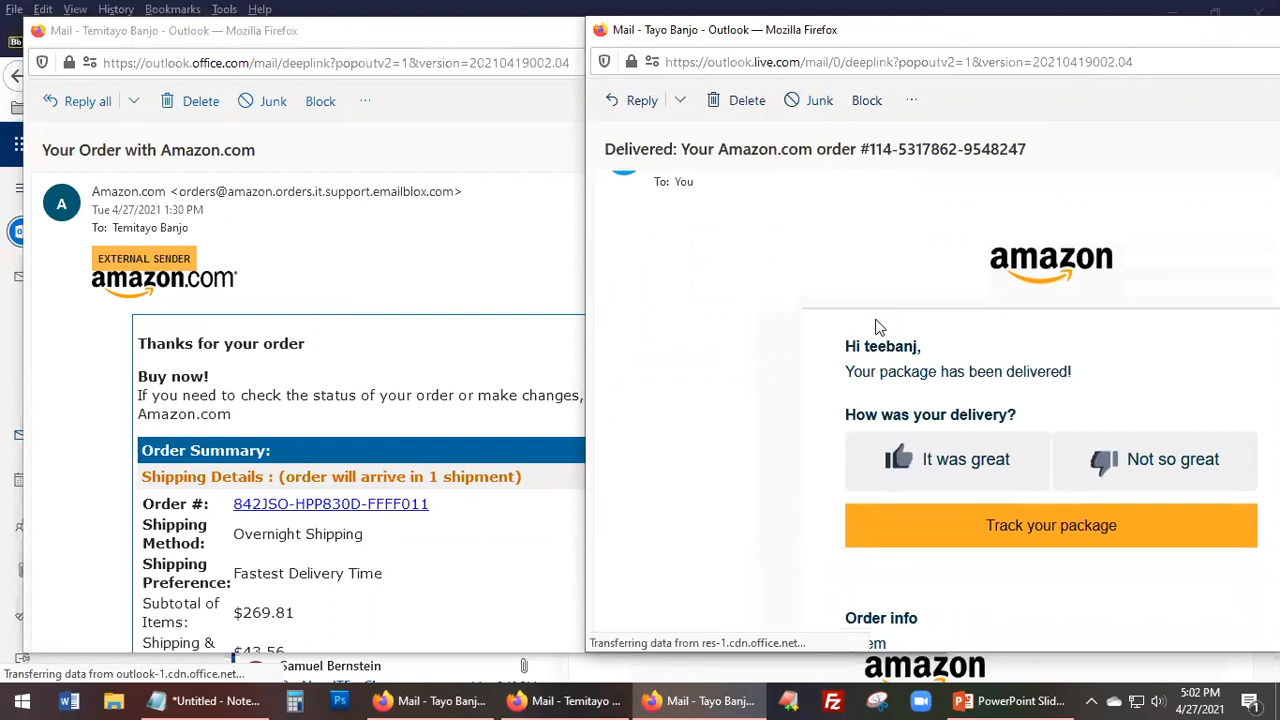 File Edit View History Bookmarks Tools Help
Mail - Temitayo Banjo - Outlook — Mozilla Firefox
https://outlook.office.com/mail/deeplink?popoutv2=1&version=20210419002.04
Reply all Delete Junk Block ...
Your Order with Amazon.com
A
Amazon.com <orders@amazon.orders.it.support.emailblox.com>
Tue 4/27/2021 1:30 PM
To: Temitayo Banjo
EXTERNAL SENDER
amazon.com
Thanks for your order
Buy now!
If you need to check the status of your order or make changes,
Amazon.com
Order Summary:
Shipping Details : (order will arrive in 1 shipment)
Order #: 842JSO-HPP830D-FFFF011
Shipping Method: Overnight Shipping
Shipping Preference: Fastest Delivery Time
Subtotal of Items: $269.81
Shipping & $43.56
Samuel Bernstein
Transferring data from outlook-1.cdn.office.net...
Mail - Tayo Banjo - Outlook — Mozilla Firefox
https://outlook.live.com/mail/0/deeplink?popoutv2=1&version=20210419002.04
Reply Delete Junk Block ...
Delivered: Your Amazon.com order #114-5317862-9548247
To: You
amazon
Hi teebanj,
Your package has been delivered!
How was your delivery?
It was great Not so great
Track your package
Order info
Transferring data from res-1.cdn.office.net...
amazon
*Untitled - Note... Mail - Tayo Banj... Mail - Temitayo ... Mail - Tayo Banj... PowerPoint Slid...
5:02 PM
4/27/2021